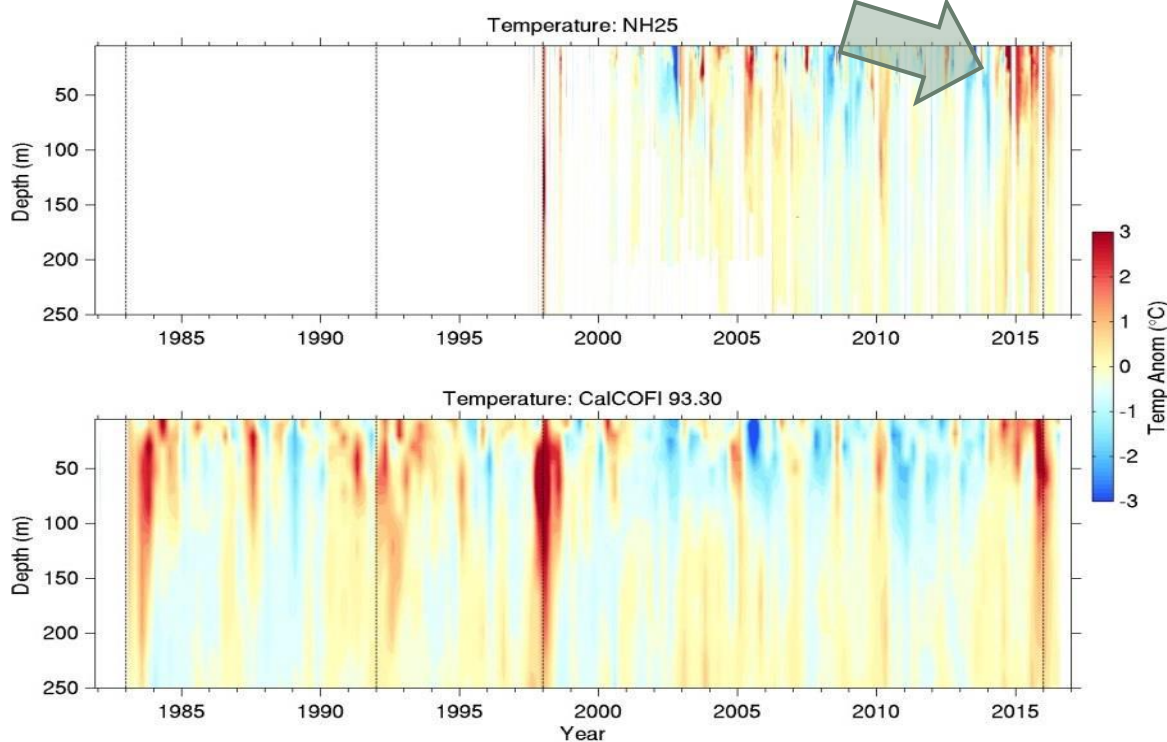 Temperature: NH25
Depth (m)
50
100
150
200
250
1985 1990 1995 2000 2005 2010 2015
Temperature: CalCOFI 93.30
Depth (m)
50
100
150
200
250
1985 1990 1995 2000 2005 2010 2015
Year
3
2
1
0
-1
-2
-3
Temp Anom (°C)